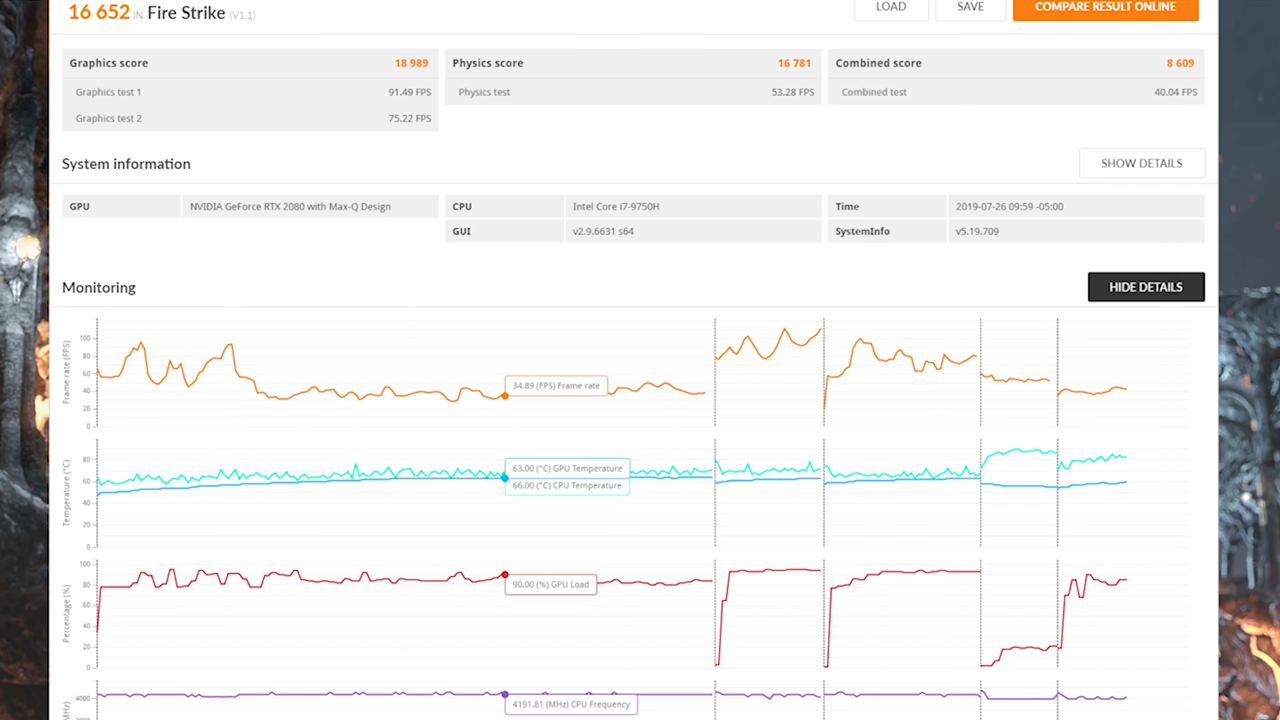 16 652 IN Fire Strike (V1.1)
LOAD
SAVE
COMPARE RESULT ONLINE
Graphics score 18 989
Graphics test 1 91.49 FPS
Graphics test 2 75.22 FPS
Physics score 16 781
Physics test 53.28 FPS
Combined score 8 609
Combined test 40.04 FPS
System information
SHOW DETAILS
GPU NVIDIA GeForce RTX 2080 with Max-Q Design
CPU Intel Core i7-9750H
GUI v2.9.6631 s64
Time 2019-07-26 09:59 -05:00
SystemInfo v5.19.709
Monitoring
HIDE DETAILS
Frame rate (FPS)
100
80
60
40
20
0
34.89 (FPS) Frame rate
Temperature (°C)
80
60
40
20
0
63.00 (°C) GPU Temperature
66.00 (°C) CPU Temperature
Percentage (%)
100
80
60
40
20
0
90.00 (%) GPU Load
4000
4191.81 (MHz) CPU Frequency